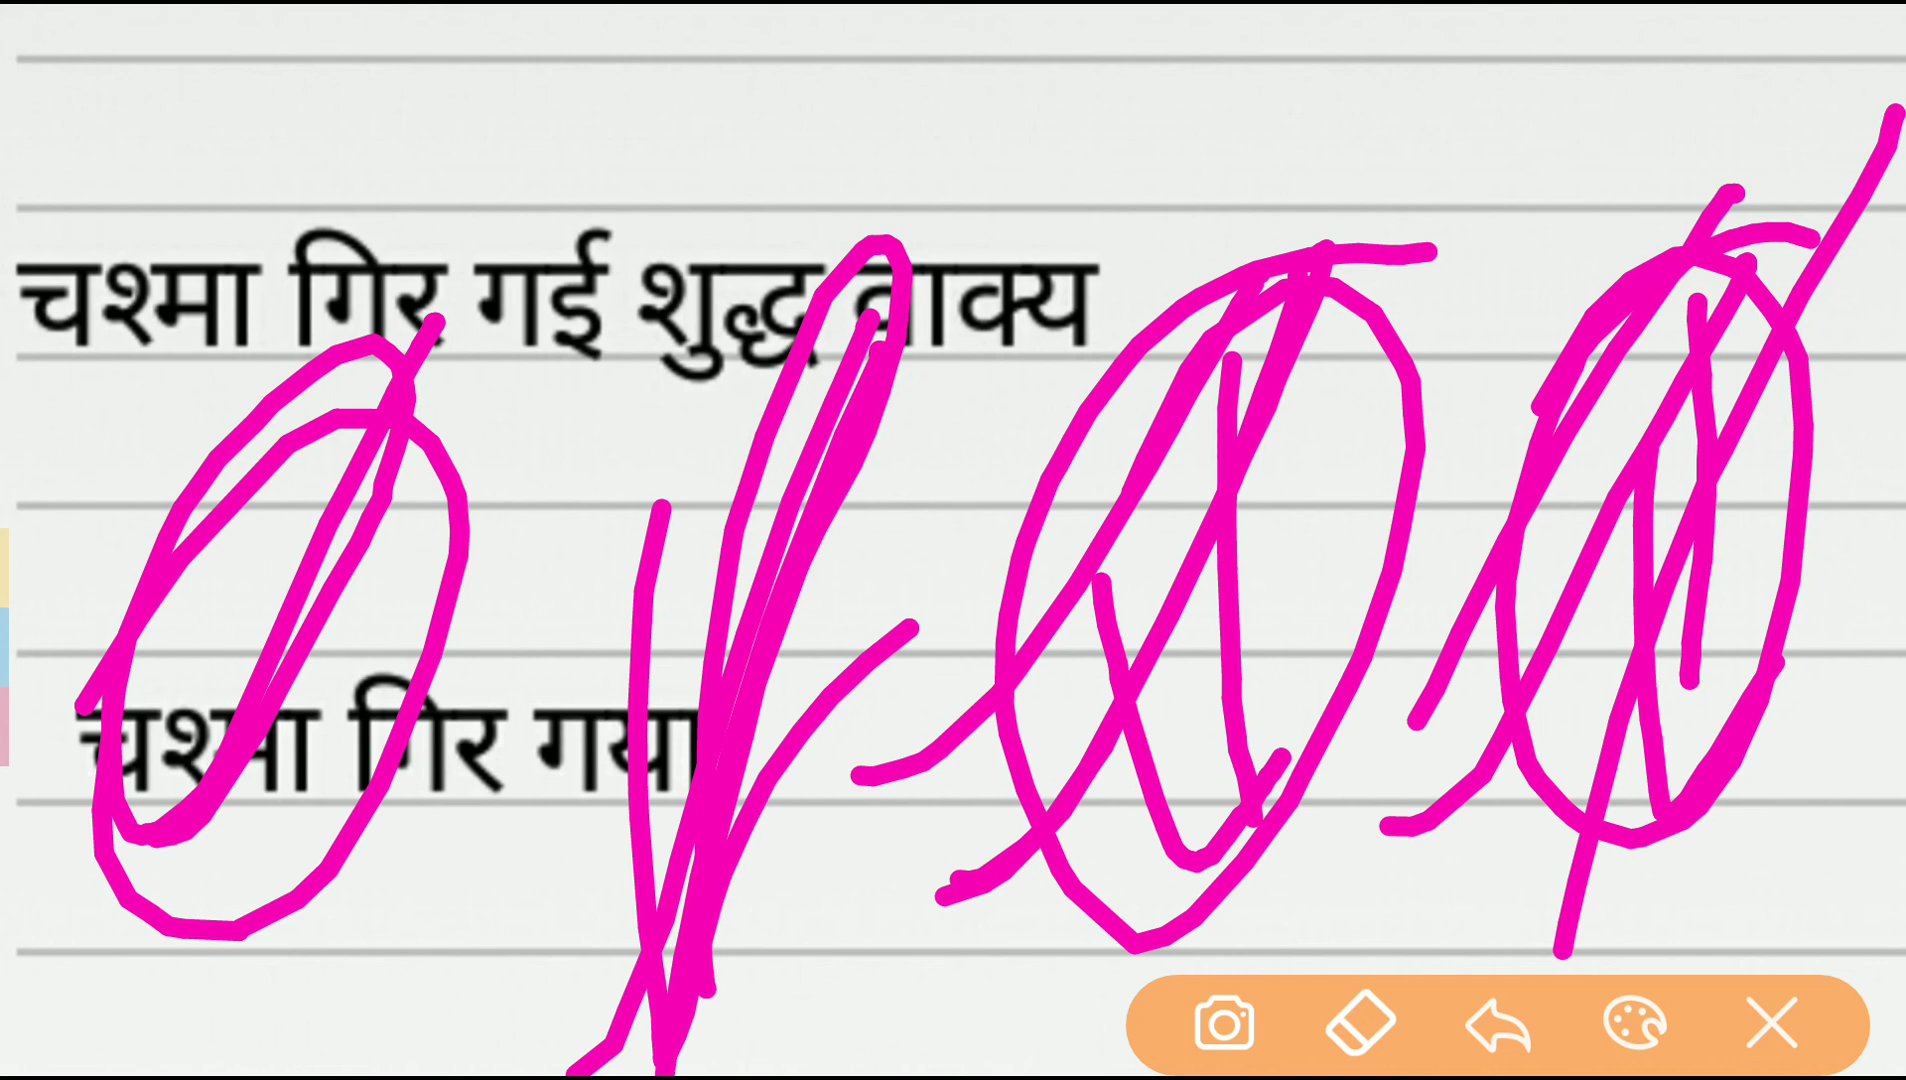 चश्मा गिर गई शुद्ध वाक्य
चश्मा गिर गया